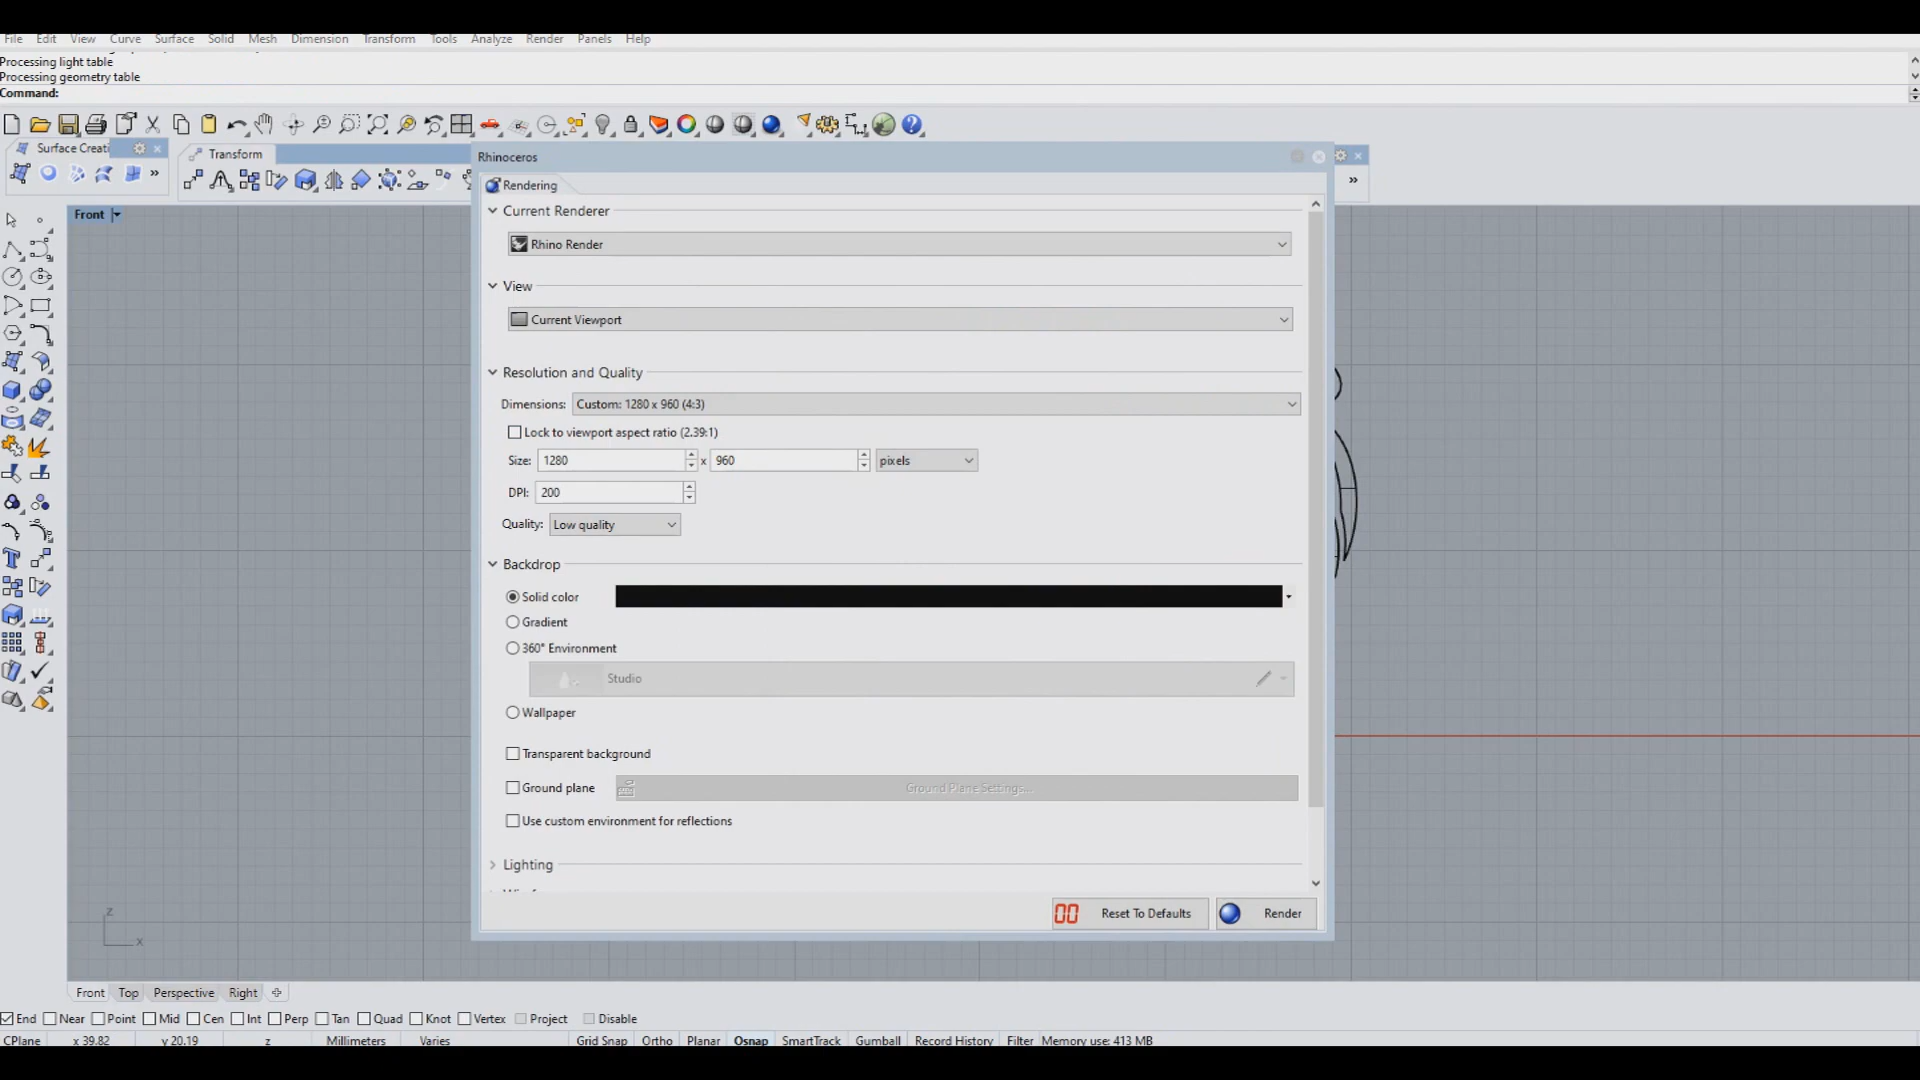 File Edit View Curve Surface Solid Mesh Dimension Transform Tools Analyze Render Panels Help
Processing light table
Processing geometry table
Command:
Surface Creati
Transform
Rhinoceros
Rendering
Current Renderer
Rhino Render
View
Current Viewport
Resolution and Quality
Dimensions: Custom: 1280 x 960 (4:3)
Lock to viewport aspect ratio (2.39:1)
Size: 1280 x 960 pixels
DPI: 200
Quality: Low quality
Backdrop
Solid color
Gradient
360° Environment
Studio
Wallpaper
Transparent background
Ground plane Ground Plane Settings...
Use custom environment for reflections
Lighting
Reset To Defaults Render
Front
z
x
Front Top Perspective Right
End Near Point Mid Cen Int Perp Tan Quad Knot Vertex Project Disable
CPlane x 39.82 y 20.19 z Millimeters Varies Grid Snap Ortho Planar Osnap SmartTrack Gumball Record History Filter Memory use: 413 MB